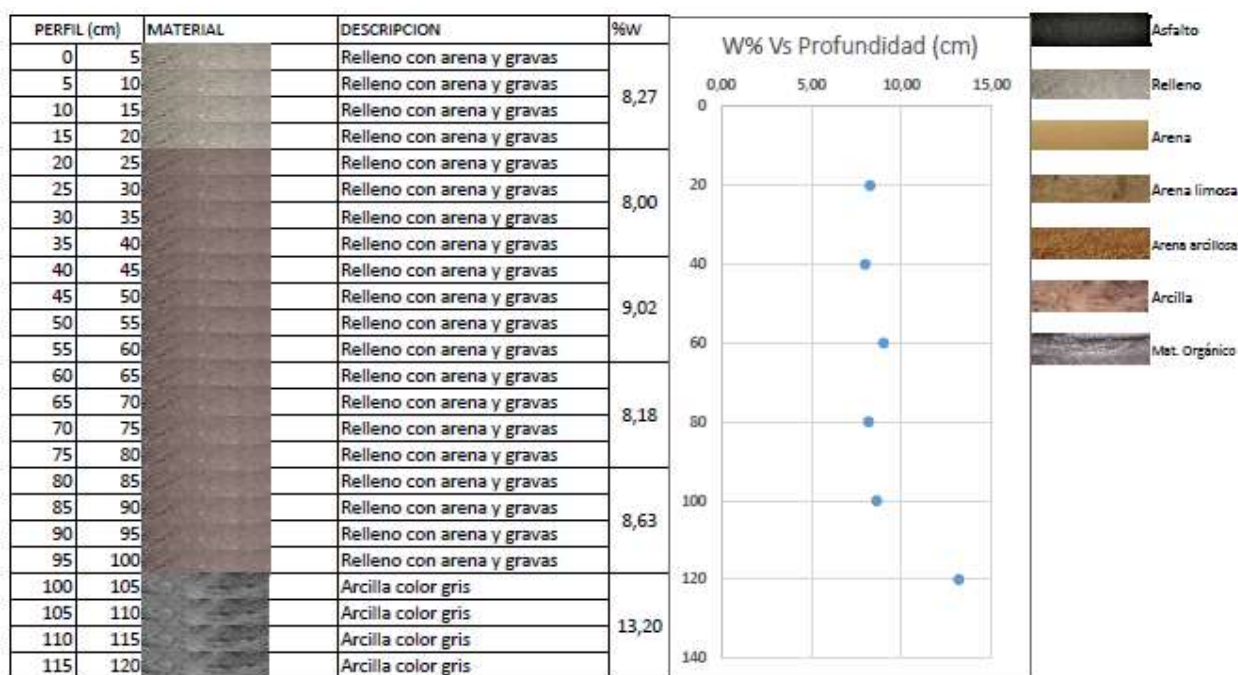 PERFIL (cm) MATERIAL DESCRIPCION %W
0 5 Relleno con arena y gravas
5 10 Relleno con arena y gravas
8,27
10 15 Relleno con arena y gravas
15 20 Relleno con arena y gravas
20 25 Relleno con arena y gravas
25 30 Relleno con arena y gravas
8,00
30 35 Relleno con arena y gravas
35 40 Relleno con arena y gravas
40 45 Relleno con arena y gravas
45 50 Relleno con arena y gravas
9,02
50 55 Relleno con arena y gravas
55 60 Relleno con arena y gravas
60 65 Relleno con arena y gravas
65 70 Relleno con arena y gravas
8,18
70 75 Relleno con arena y gravas
75 80 Relleno con arena y gravas
80 85 Relleno con arena y gravas
85 90 Relleno con arena y gravas
8,63
90 95 Relleno con arena y gravas
95 100 Relleno con arena y gravas
100 105 Arcilla color gris
105 110 Arcilla color gris
13,20
110 115 Arcilla color gris
115 120 Arcilla color gris
W% Vs Profundidad (cm)
0,00 5,00 10,00 15,00
0
20
40
60
80
100
120
140
Asfalto
Relleno
Arena
Arena limosa
Arena arcillosa
Arcilla
Mat. Orgánico